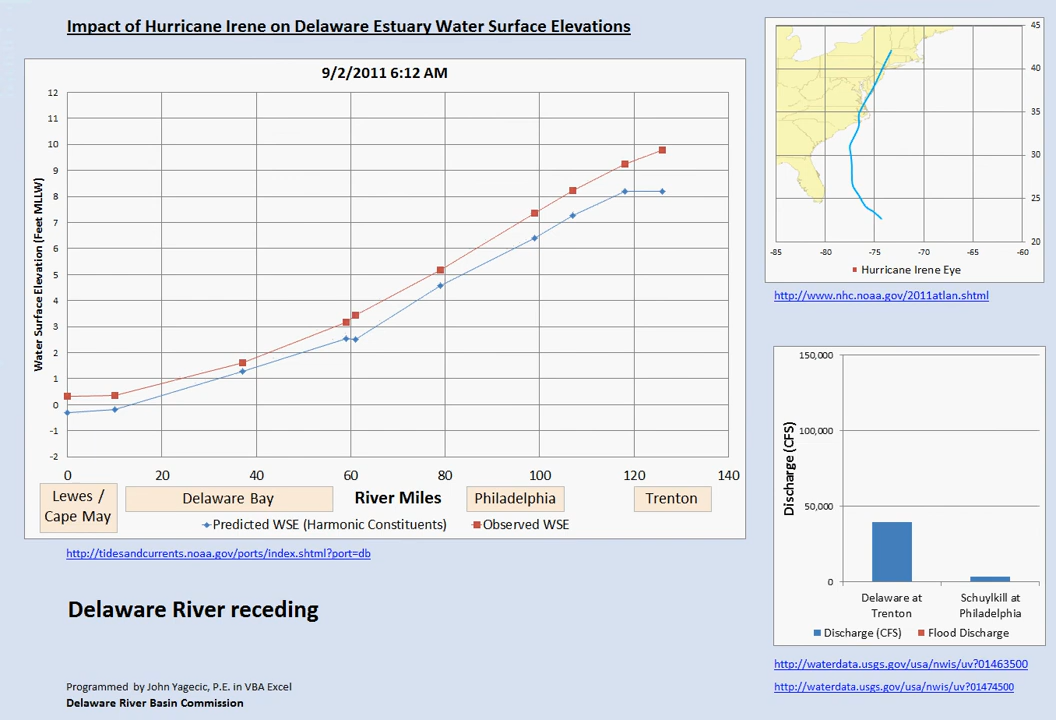 Impact of Hurricane Irene on Delaware Estuary Water Surface Elevations
9/2/2011 6:12 AM
Water Surface Elevation (Feet MLLW)
12
11
10
9
8
7
6
5
4
3
2
1
0
-1
-2
0 20 40 60 80 100 120 140
Lewes / Cape May
Delaware Bay
River Miles
Philadelphia
Trenton
Predicted WSE (Harmonic Constituents) Observed WSE
http://tidesandcurrents.noaa.gov/ports/index.shtml?port=db
Delaware River receding
Programmed by John Yagecic, P.E. in VBA Excel
Delaware River Basin Commission
45
40
35
30
25
20
-85 -80 -75 -70 -65 -60
Hurricane Irene Eye
http://www.nhc.noaa.gov/2011atlan.shtml
Discharge (CFS)
150,000
100,000
50,000
0
Delaware at Trenton
Schuylkill at Philadelphia
Discharge (CFS) Flood Discharge
http://waterdata.usgs.gov/usa/nwis/uv?01463500
http://waterdata.usgs.gov/usa/nwis/uv?01474500